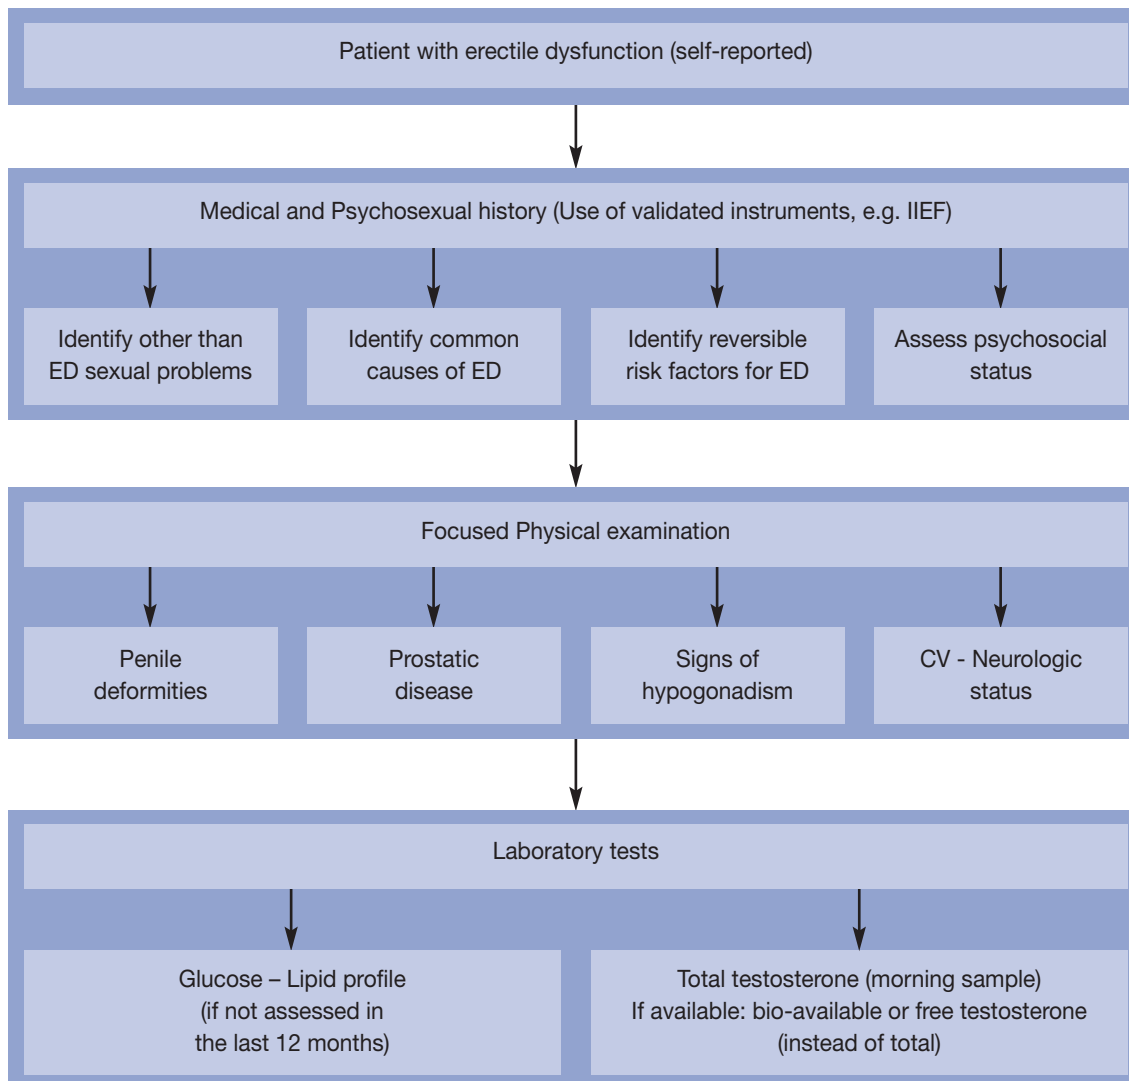 Patient with erectile dysfunction (self-reported)
Medical and Psychosexual history (Use of validated instruments, e.g. IIEF)
Identify other than
ED sexual problems
Identify common
causes of ED
Identify reversible
risk factors for ED
Assess psychosocial
status
Focused Physical examination
Penile
deformities
Prostatic
disease
Signs of
hypogonadism
CV - Neurologic
status
Laboratory tests
Glucose – Lipid profile
(if not assessed in
the last 12 months)
Total testosterone (morning sample)
If available: bio-available or free testosterone
(instead of total)